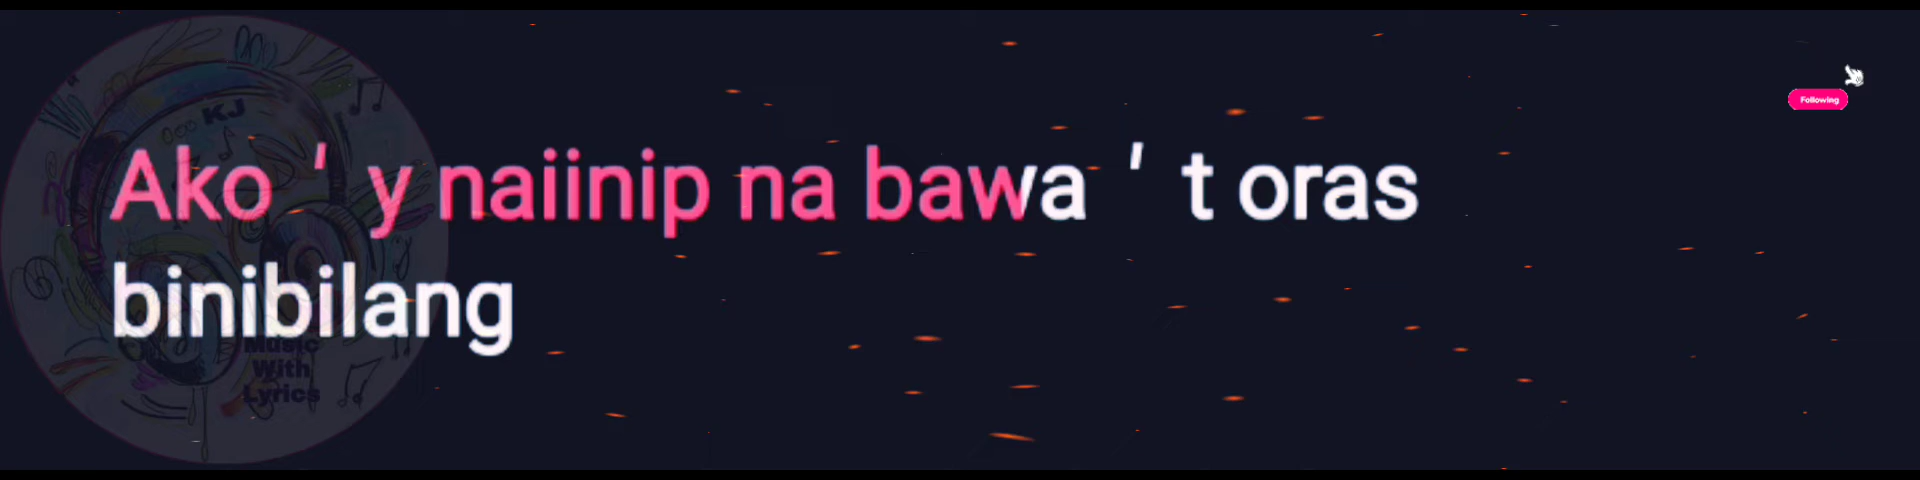 KJ
Ako ' y naiinip na bawa ' t oras
binibilang
Music
With
Lyrics
Following